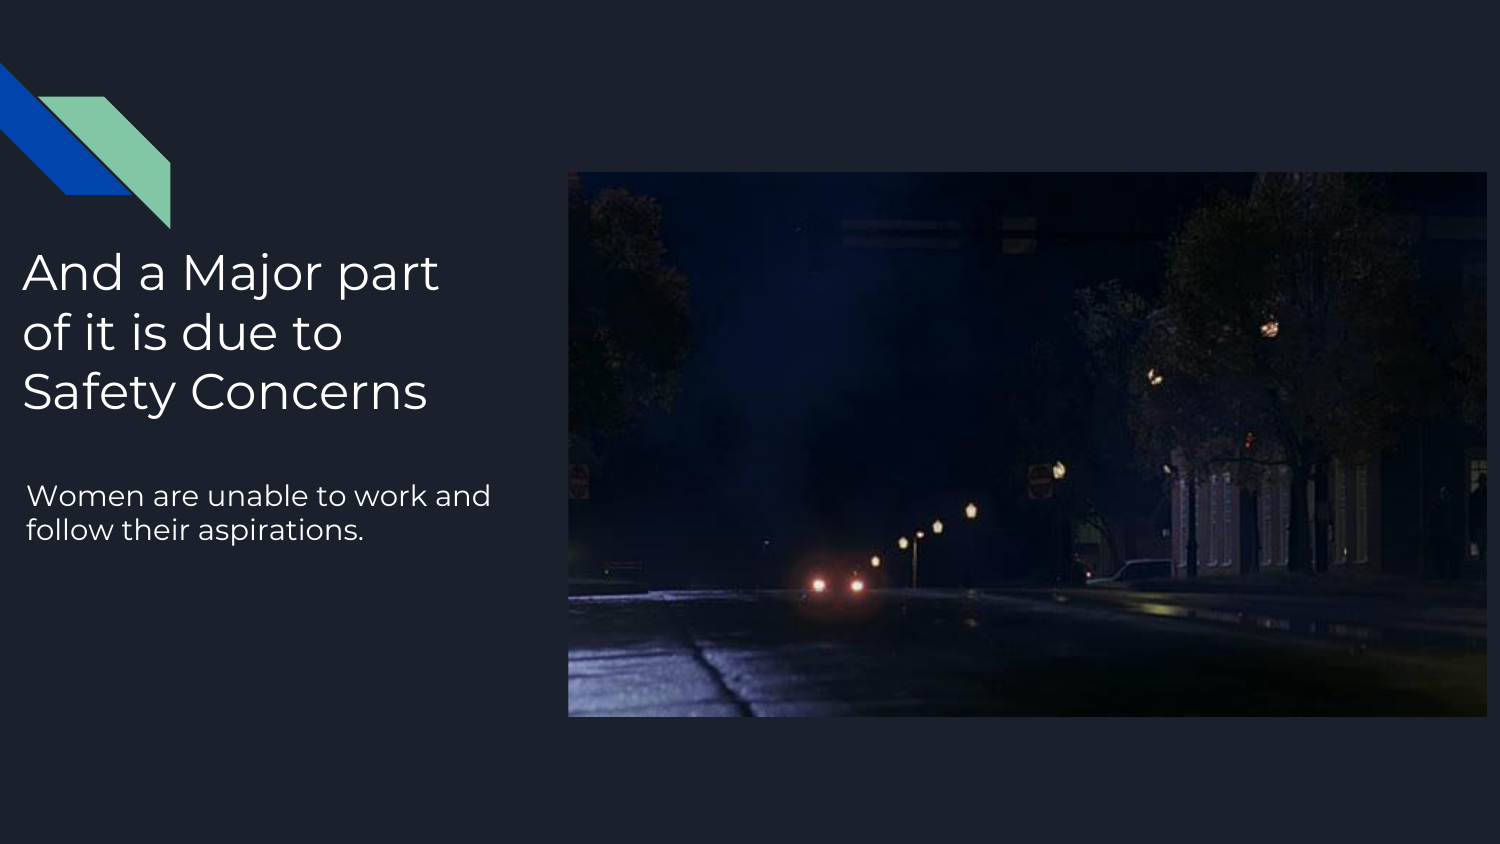 And a Major part
of it is due to
Safety Concerns
Women are unable to work and
follow their aspirations.